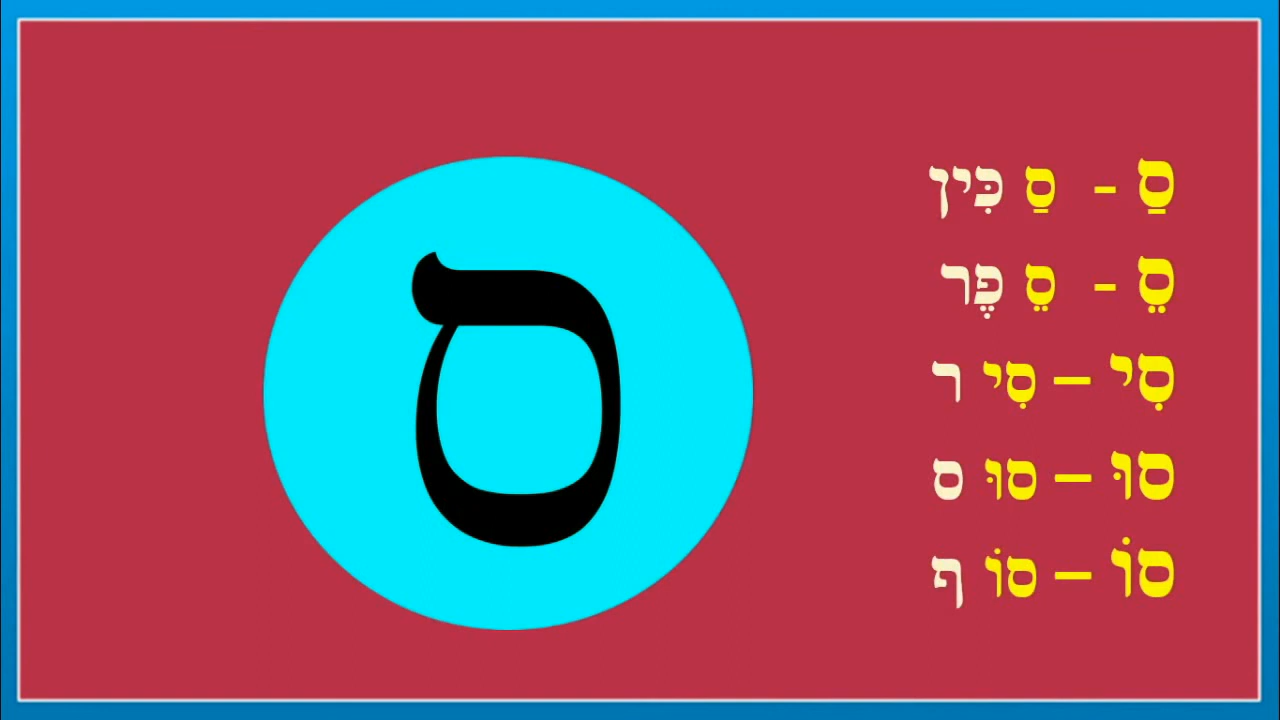 ס
סַ - סַ כִּין
סֵ - סֵ פֶּר
סִי – סִי ר
סוּ – סוּ ס
סוֹ – סוֹ ף